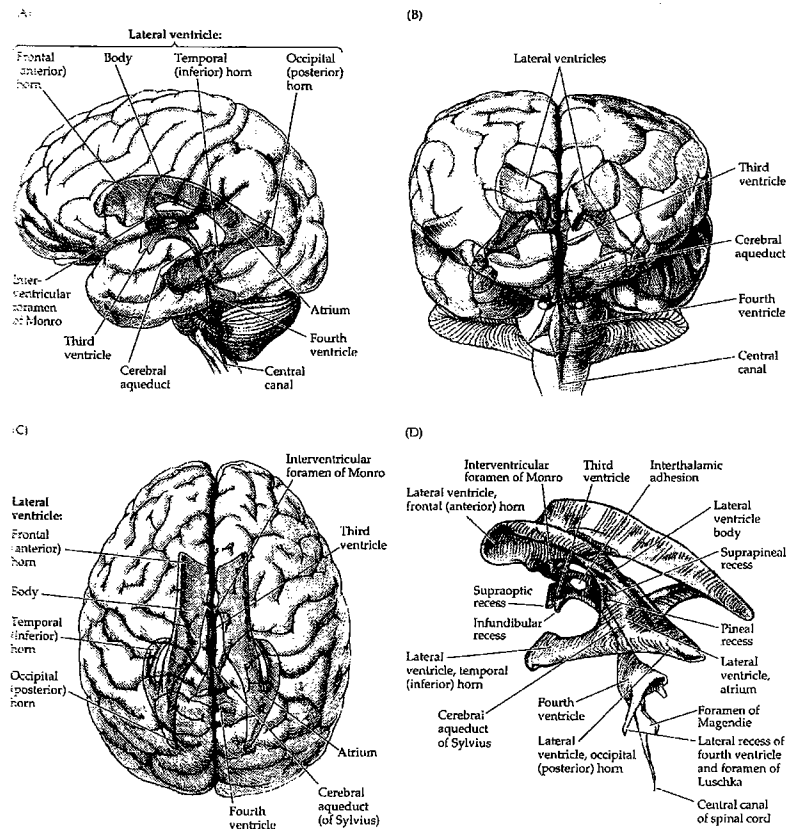 A)
Lateral ventricle:
Frontal
(anterior)
horn
Body
Temporal
(inferior) horn
Occipital
(posterior)
horn
Inter-
ventricular
foramen
of Monro
Third
ventricle
Cerebral
aqueduct
Central
canal
Fourth
ventricle
Atrium
(B)
Lateral ventricles
Third
ventricle
Cerebral
aqueduct
Fourth
ventricle
Central
canal
(C)
Interventricular
foramen of Monro
Lateral
ventricle:
Frontal
(anterior)
horn
Body
Temporal
(inferior)
horn
Occipital
(posterior)
horn
Third
ventricle
Atrium
Cerebral
aqueduct
(of Sylvius)
Fourth
ventricle
(D)
Interventricular
foramen of Monro
Third
ventricle
Interthalamic
adhesion
Lateral ventricle,
frontal (anterior) horn
Lateral
ventricle
body
Suprapineal
recess
Supraoptic
recess
Infundibular
recess
Pineal
recess
Lateral
ventricle, temporal
(inferior) horn
Lateral
ventricle,
atrium
Cerebral
aqueduct
of Sylvius
Fourth
ventricle
Lateral
ventricle, occipital
(posterior) horn
Foramen of
Magendie
Lateral recess of
fourth ventricle
and foramen of
Luschka
Central canal
of spinal cord